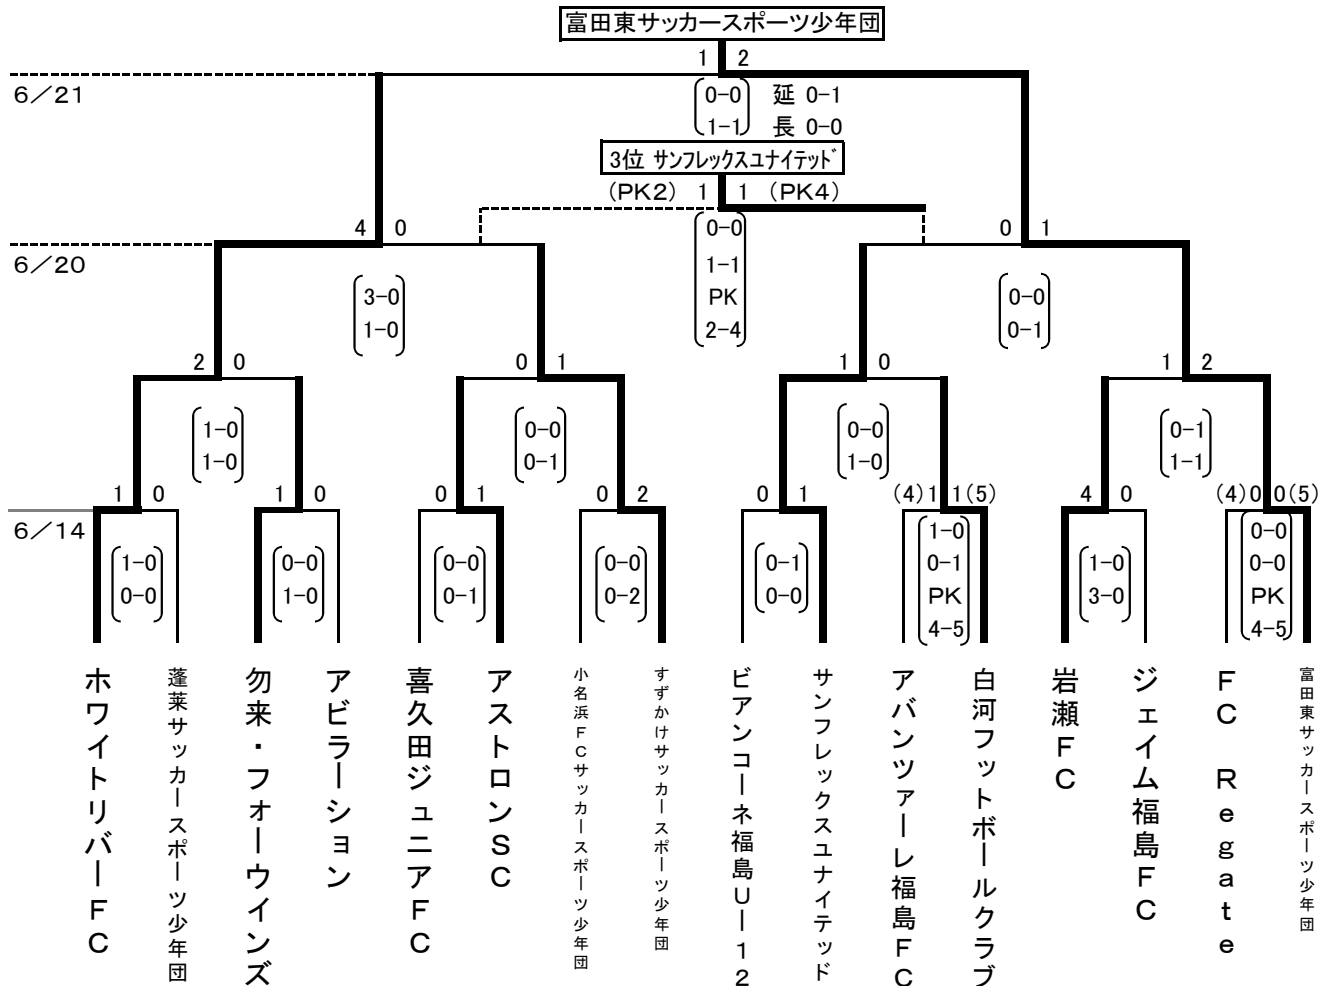 富田東サッカースポーツ少年団
1 2
6／21
0-0 延 0-1
1-1 長 0-0
3位 サンフレックスユナイテッド
(PK2) 1 1 (PK4)
4 0
0-0
0 1
6／20
1-1
3-0
PK
0-0
1-0
2-4
0-1
2 0
0 1
1 0
1 2
1-0
0-0
0-0
0-1
1-0
0-1
1-0
1-1
1 0
1 0
0 1
0 2
0 1
(4)1 1(5)
4 0
(4)0 0(5)
6／14
1-0
0-0
0-0
0-0
0-0
1-0
0-1
0-2
0-1
0-0
1-0
0-1
PK
4-5
1-0
3-0
0-0
0-0
PK
4-5
ホワイトリバーFC
蓬莱サッカースポーツ少年団
勿来・フォーウインズ
アビラーション
喜久田ジュニアFC
アストロンSC
小名浜FCサッカースポーツ少年団
すずかけサッカースポーツ少年団
ビアンコーネ福島U－12
サンフレックスユナイテッド
アバンツァーレ福島FC
白河フットボールクラブ
岩瀬FC
ジェイム福島FC
FC Regate
富田東サッカースポーツ少年団